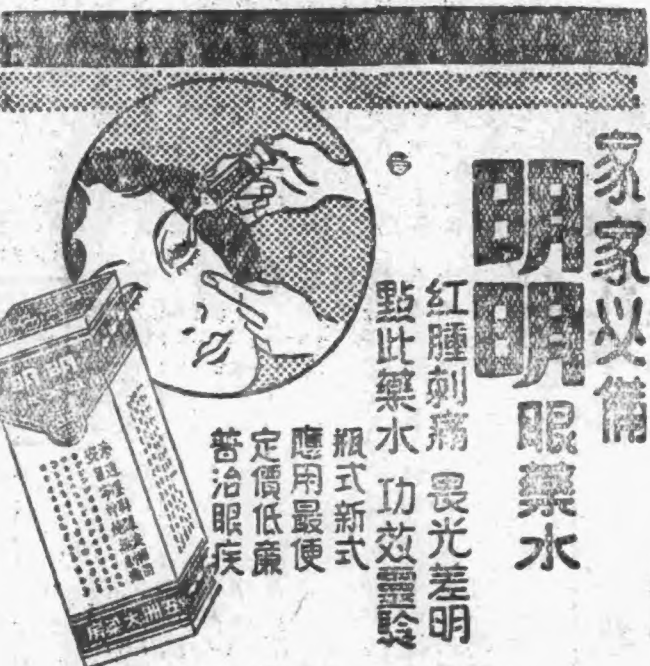 家家必備
明明眼藥水
紅腫刺痛 畏光羞明
點此藥水 功效靈驗
瓶式新式
應用最便
定價低廉
普治眼疾
五洲大藥房